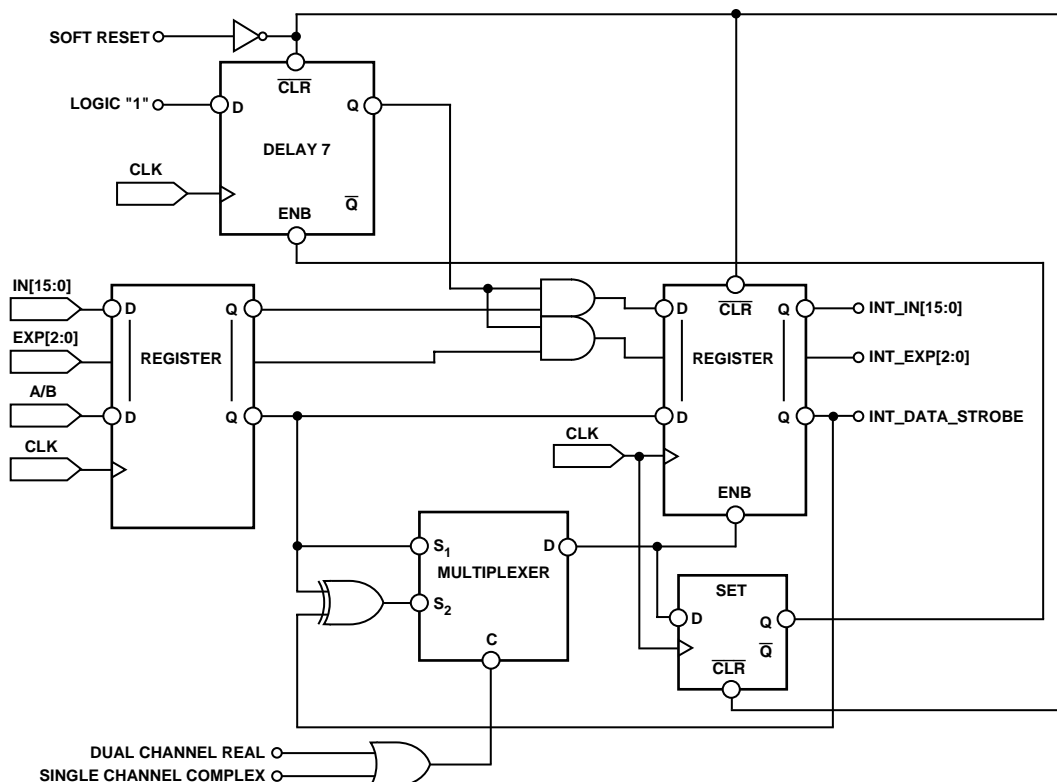 SOFT RESET
CLR
LOGIC "1"
D
Q
DELAY 7
CLK
Q
ENB
IN[15:0]
D
Q
D
CLR
Q
INT_IN[15:0]
EXP[2:0]
REGISTER
REGISTER
INT_EXP[2:0]
A/B
D
Q
D
Q
INT_DATA_STROBE
CLK
CLK
ENB
S1
D
MULTIPLEXER
SET
S2
D
Q
C
Q
CLR
DUAL CHANNEL REAL
SINGLE CHANNEL COMPLEX